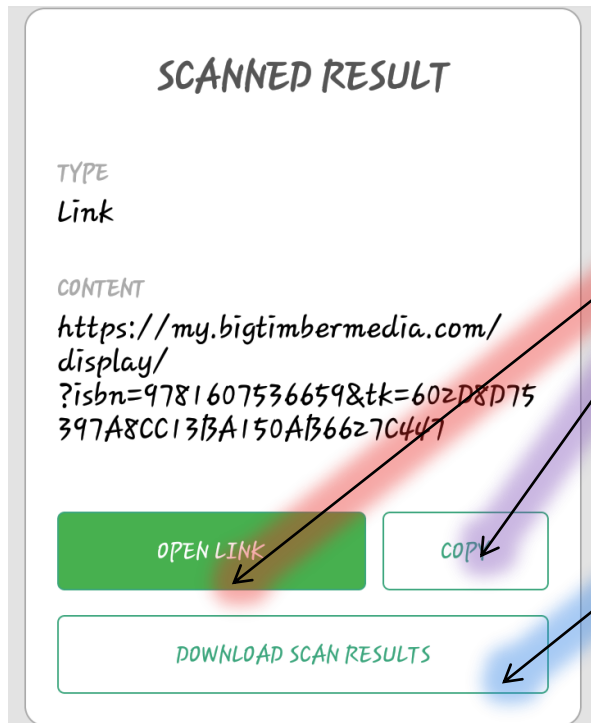 SCANNED RESULT
TYPE
Link
CONTENT
https://my.bigtimbermedia.com/
display/
?isbn=9781607536659&tk=602D8D75
397A8CC13BA150AB6627C447
OPEN LINK
COPY
DOWNLOAD SCAN RESULTS